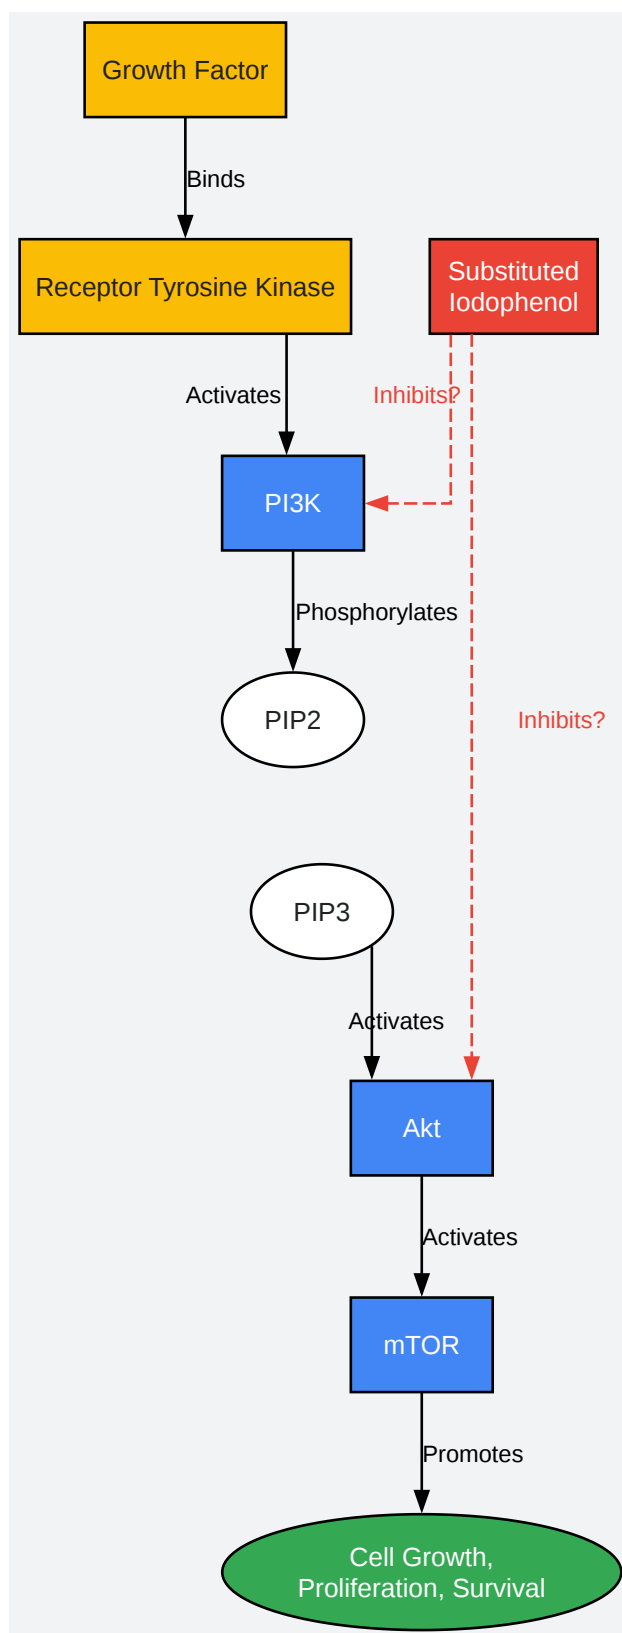 Growth Factor
Binds
Receptor Tyrosine Kinase
Substituted
Iodophenol
Activates
Inhibits?
PI3K
Phosphorylates
PIP2
Inhibits?
PIP3
Activates
Akt
Activates
mTOR
Promotes
Cell Growth,
Proliferation, Survival